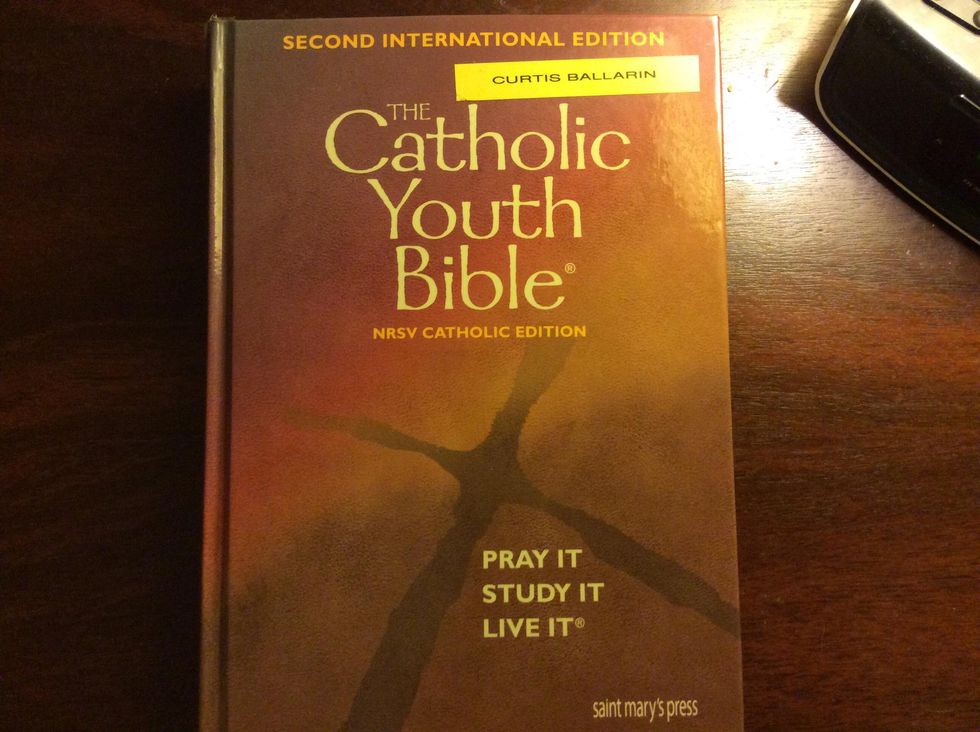 SECOND INTERNATIONAL EDITION
CURTIS BALLARIN
THE
Catholic
Youth
Bible®
NRSV CATHOLIC EDITION
PRAY IT
STUDY IT
LIVE IT®
saint mary's press